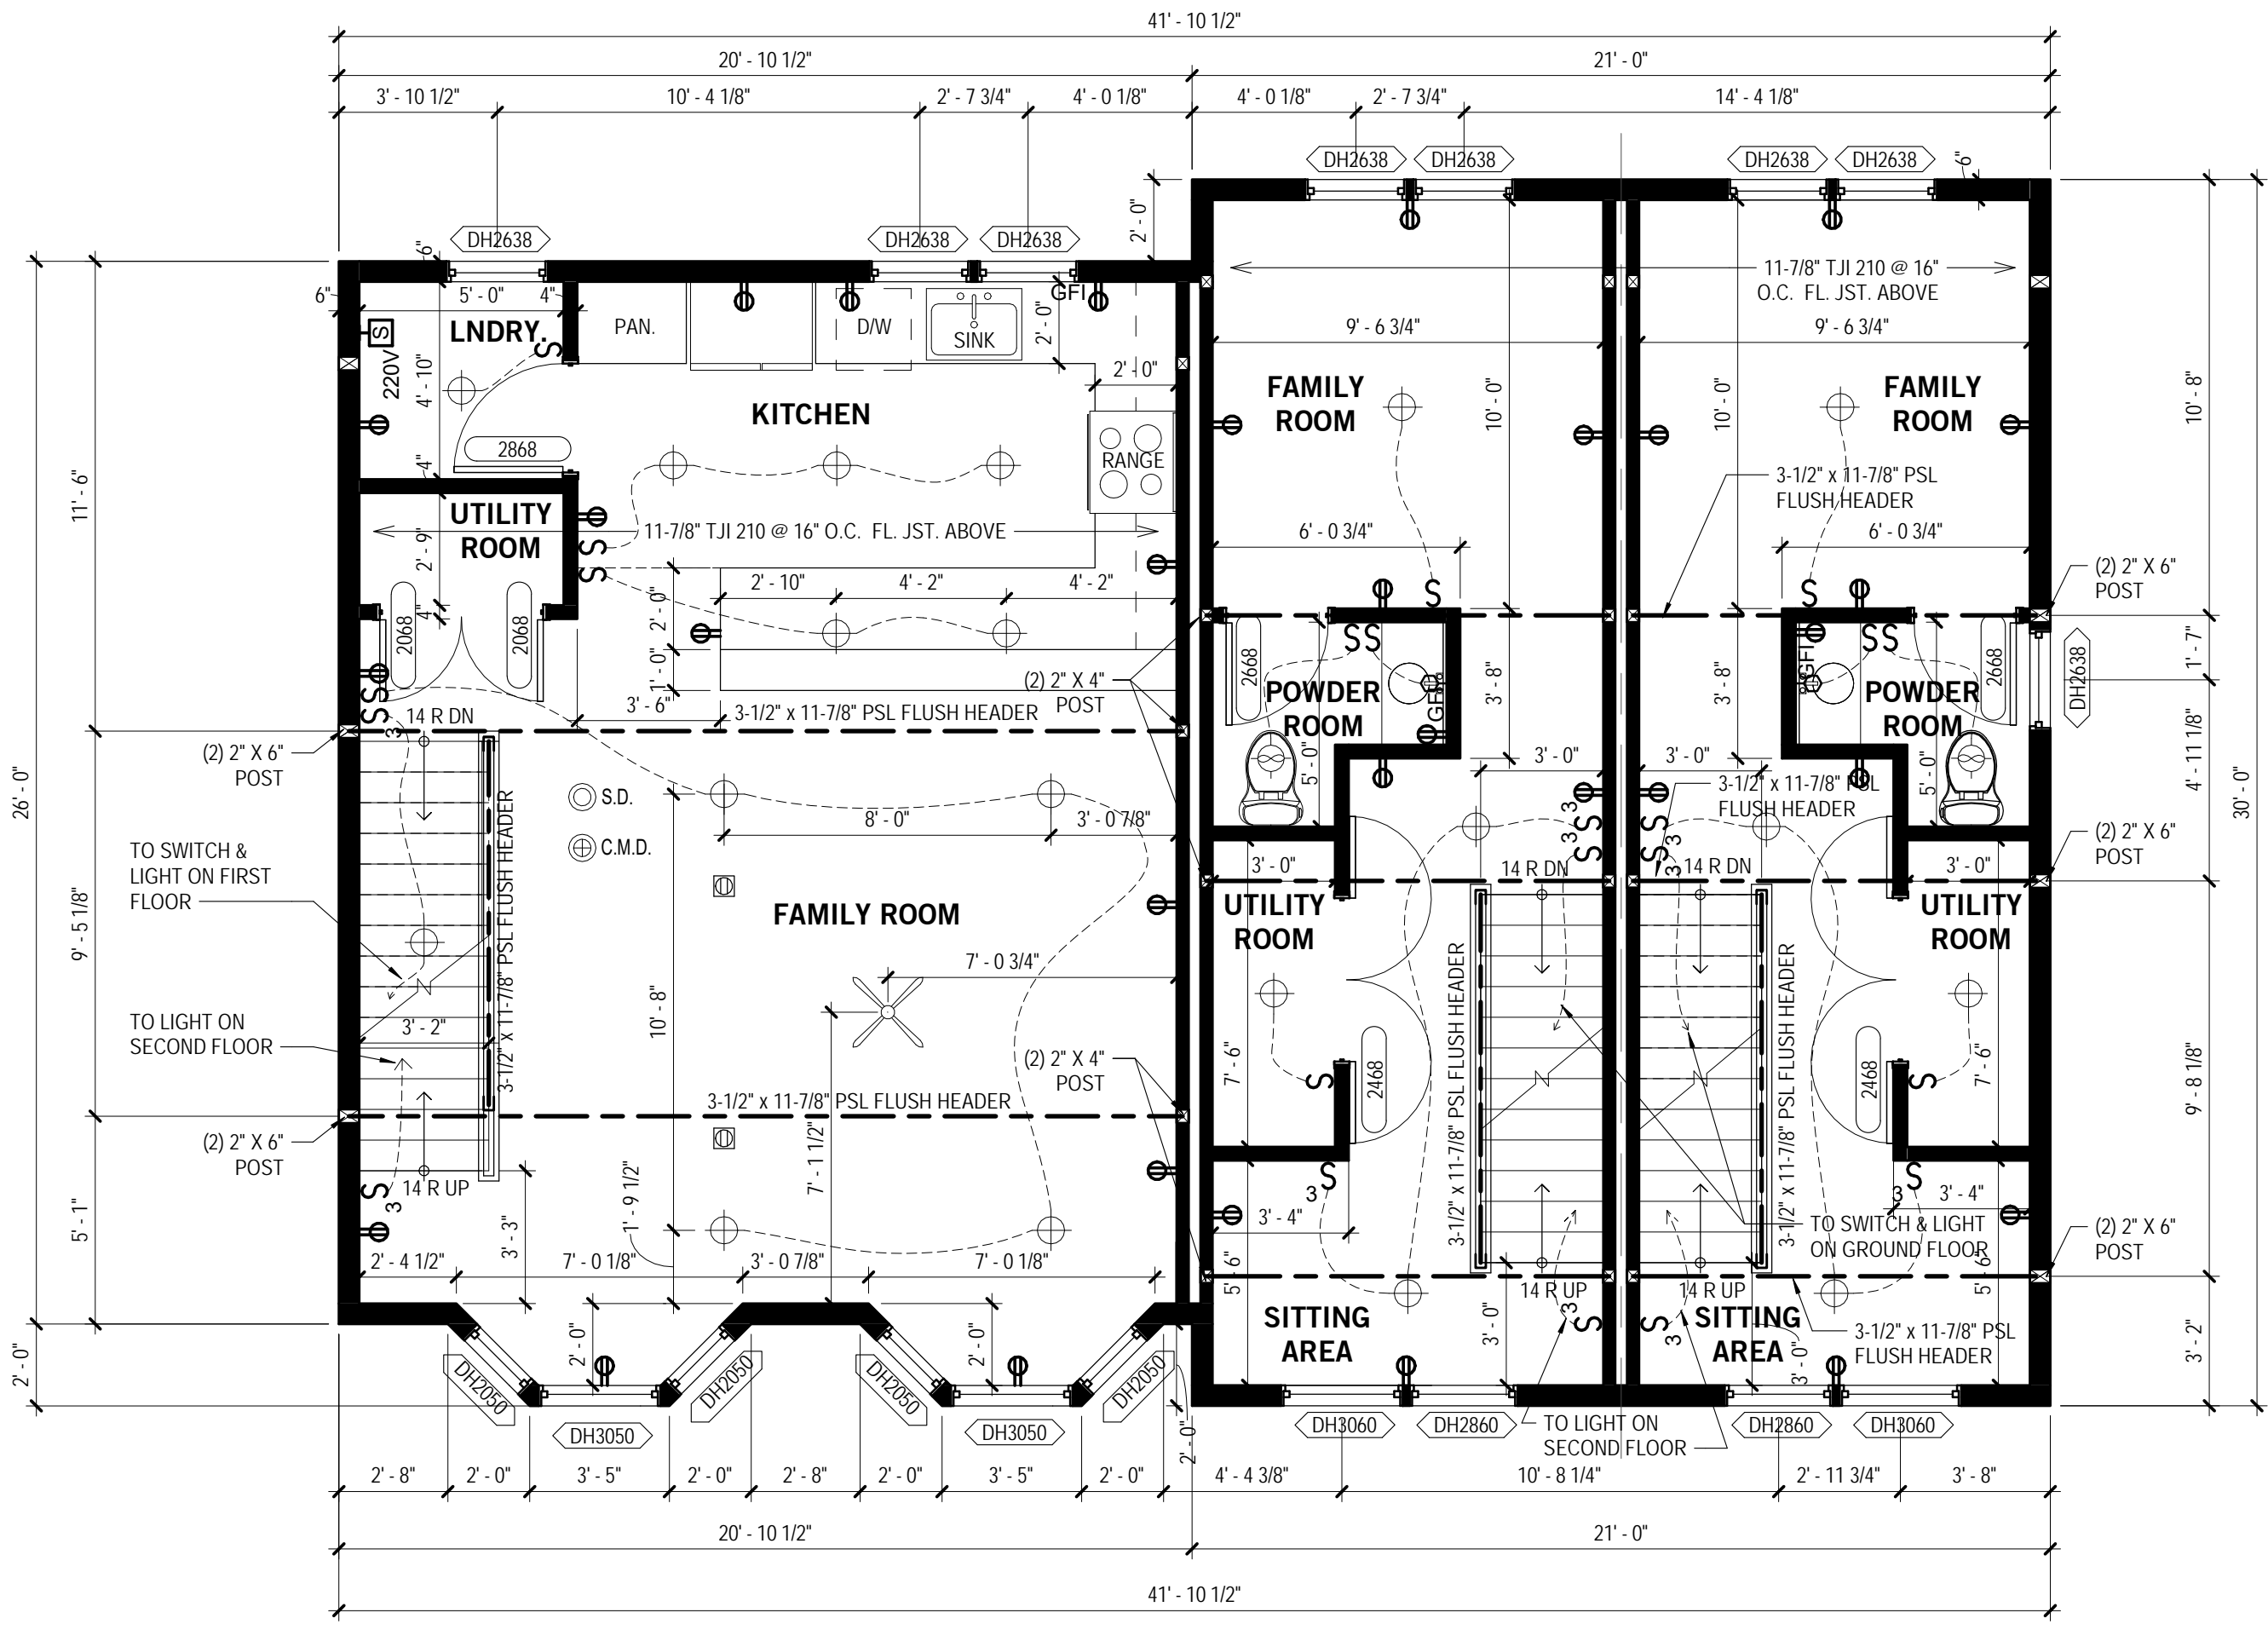 41' - 10 1/2"
20' - 10 1/2"
21' - 0"
3' - 10 1/2"
10' - 4 1/8"
2' - 7 3/4"
4' - 0 1/8"
4' - 0 1/8"
2' - 7 3/4"
14' - 4 1/8"
DH2638
DH2638
DH2638
DH2638
6"
2' - 0"
DH2638
DH2638
DH2638
6"
6"
5' - 0"
4"
GFI
11-7/8" TJI 210 @ 16"
O.C. FL. JST. ABOVE
LNDRY.
S
S
220V
PAN.
D/W
SINK
2' - 0"
9' - 6 3/4"
9' - 6 3/4"
4' - 10"
2' - 0"
FAMILY
ROOM
FAMILY
ROOM
10' - 0"
10' - 0"
10' - 8"
KITCHEN
2868
4"
RANGE
3-1/2" x 11-7/8" PSL
FLUSH HEADER
11' - 6"
UTILITY
ROOM
11-7/8" TJI 210 @ 16" O.C. FL. JST. ABOVE
6' - 0 3/4"
6' - 0 3/4"
2' - 9"
4"
S
S
2' - 10"
4' - 2"
4' - 2"
S
S
(2) 2" X 6"
POST
2068
2068
2' - 0"
1' - 0"
SS
SS
2668
2668
GFI
GFI
DH2638
1' - 7"
POWDER
ROOM
POWDER
ROOM
3' - 8"
3' - 8"
(2) 2" X 4"
POST
S
S
3
14 R DN
3' - 6"
3-1/2" x 11-7/8" PSL FLUSH HEADER
(2) 2" X 6"
POST
5' - 0"
5' - 0"
3' - 0"
3' - 0"
3-1/2" x 11-7/8" PSL
FLUSH HEADER
4' - 11 1/8"
30' - 0"
26' - 0"
S.D.
C.M.D.
8' - 0"
3' - 0 7/8"
3
S
3
S
S
3
S
3
(2) 2" X 6"
POST
TO SWITCH &
LIGHT ON FIRST
FLOOR
3-1/2" x 11-7/8" PSL FLUSH HEADER
FAMILY ROOM
3' - 0"
14 R DN
14 R DN
3' - 0"
UTILITY
ROOM
UTILITY
ROOM
9' - 5 1/8"
7' - 0 3/4"
10' - 8"
3-1/2" x 11-7/8" PSL FLUSH HEADER
3-1/2" x 11-7/8" PSL FLUSH HEADER
TO LIGHT ON
SECOND FLOOR
3' - 2"
(2) 2" X 4"
POST
7' - 6"
7' - 6"
S
S
2468
2468
9' - 8 1/8"
3-1/2" x 11-7/8" PSL FLUSH HEADER
(2) 2" X 6"
POST
7' - 1 1/2"
S
3
14 R UP
1' - 9 1/2"
3' - 3"
5' - 1"
3
S
3
S
3' - 4"
3' - 4"
TO SWITCH & LIGHT
ON GROUND FLOOR
(2) 2" X 6"
POST
2' - 4 1/2"
7' - 0 1/8"
3' - 0 7/8"
7' - 0 1/8"
5' - 6"
5' - 6"
14 R UP
14 R UP
3
S
S
3
SITTING
AREA
SITTING
AREA
3' - 0"
3' - 0"
3-1/2" x 11-7/8" PSL
FLUSH HEADER
3' - 2"
2' - 0"
2' - 0"
2' - 0"
2' - 0"
DH2050
DH2050
DH2050
DH2050
DH3050
DH3050
DH3060
DH2860
DH2860
DH3060
TO LIGHT ON
SECOND FLOOR
2' - 8"
2' - 0"
3' - 5"
2' - 0"
2' - 8"
2' - 0"
3' - 5"
2' - 0"
4' - 4 3/8"
10' - 8 1/4"
2' - 11 3/4"
3' - 8"
20' - 10 1/2"
21' - 0"
41' - 10 1/2"